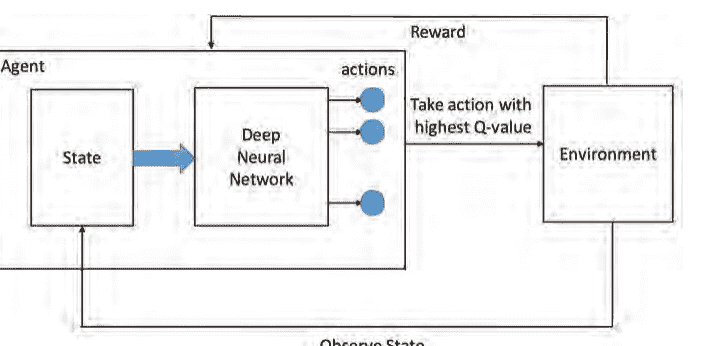 Reward
Agent
actions
State
Deep
Neural
Network
Take action with
highest Q-value
Environment
Observe State